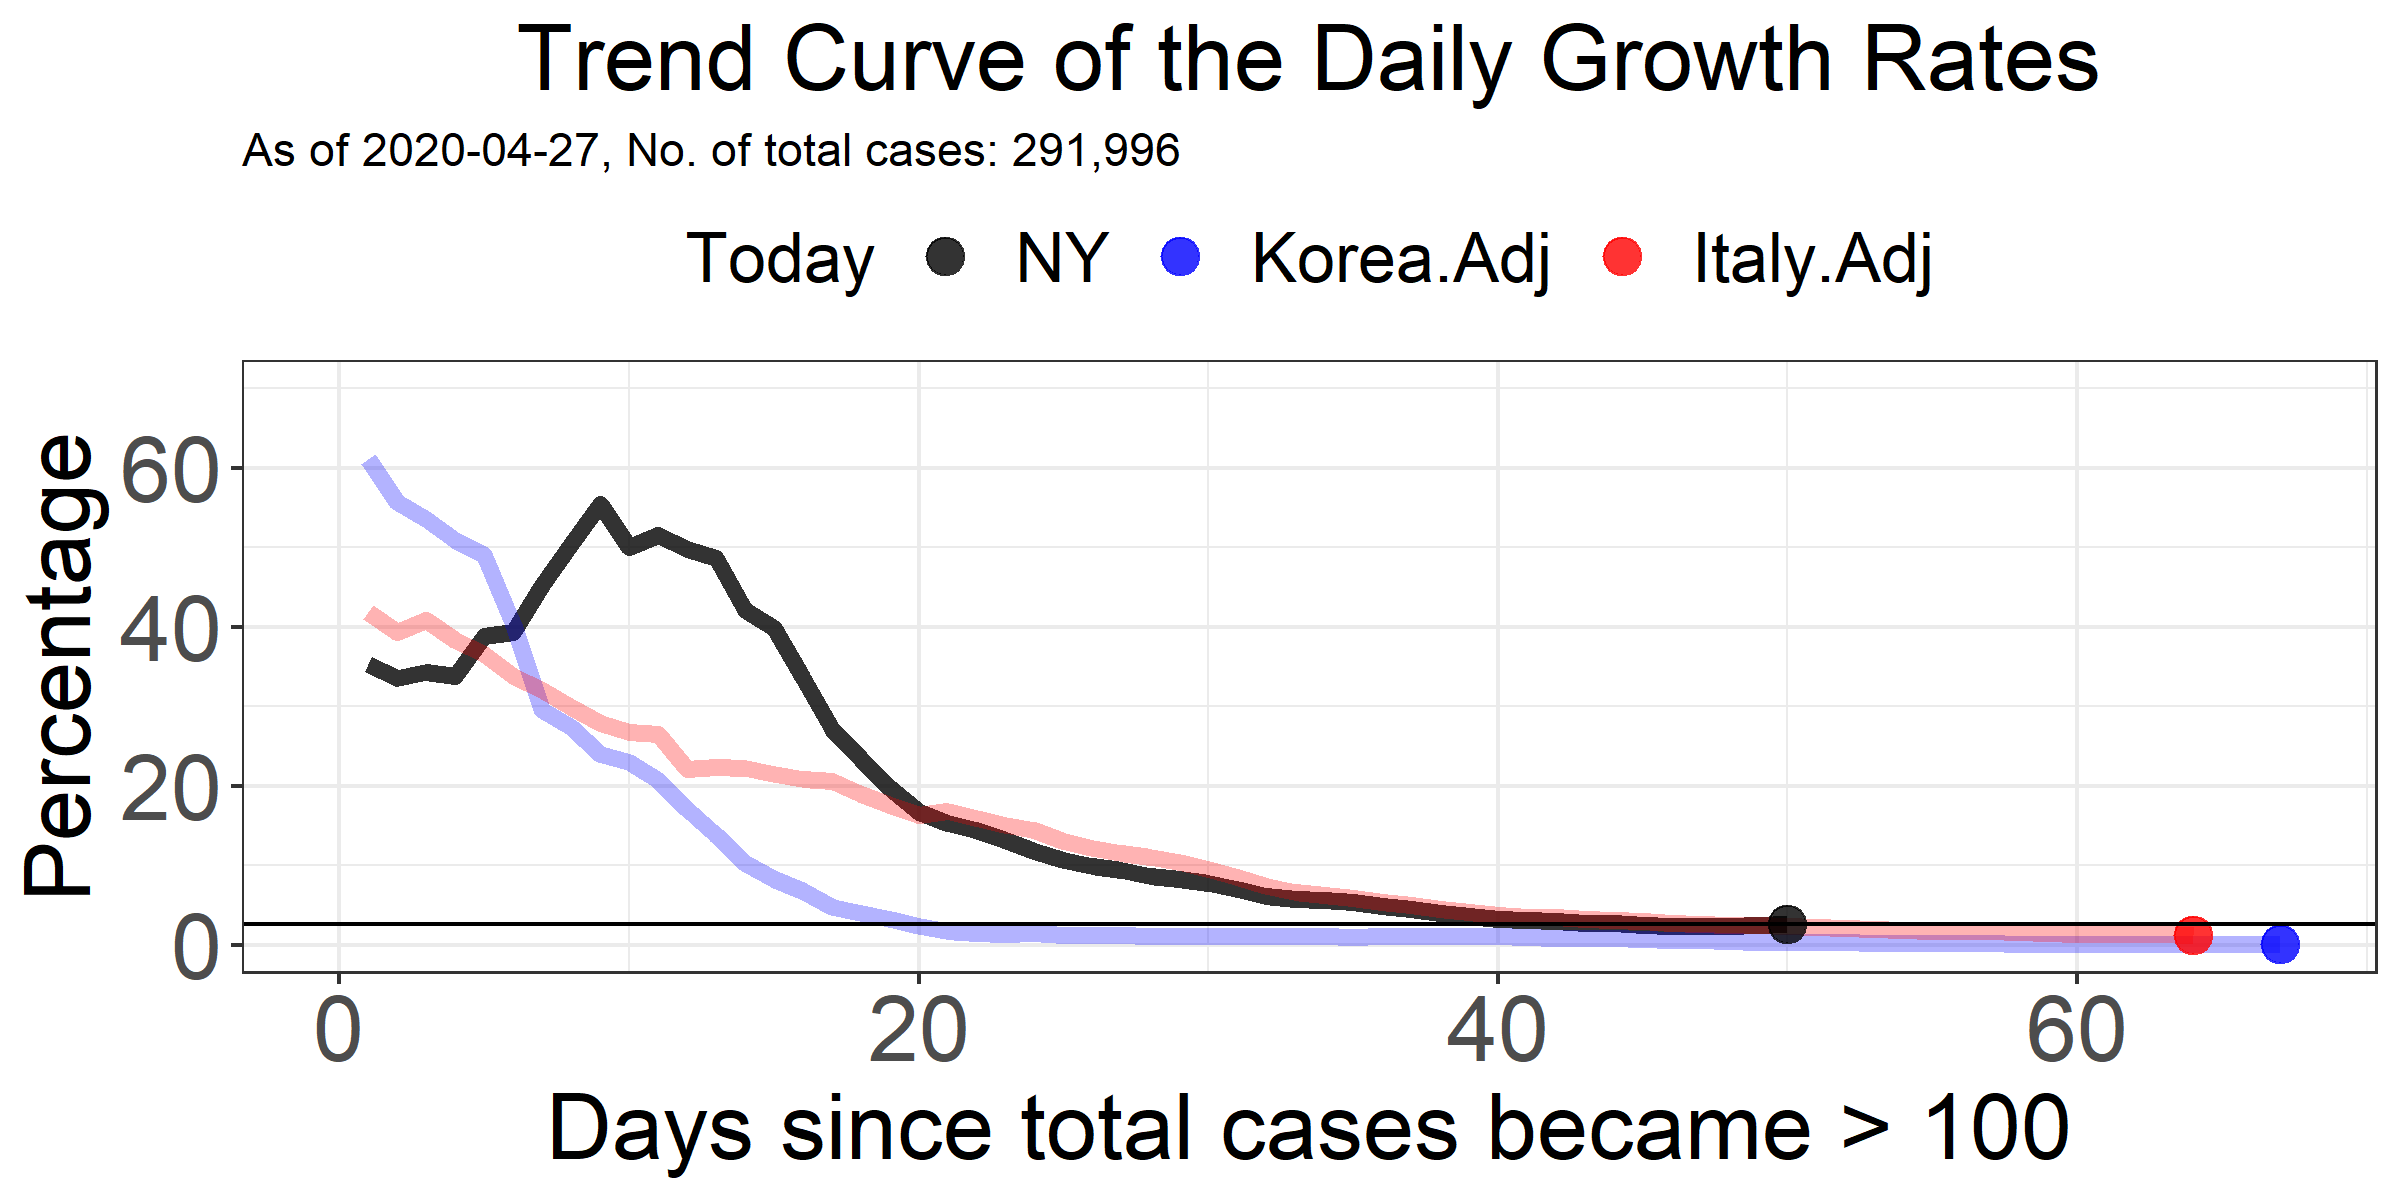 Trend Curve of the Daily Growth Rates
As of 2020-04-27, No. of total cases: 291,996
Today NY Korea.Adj Italy.Adj
Percentage
60
40
20
0
0 20 40 60
Days since total cases became > 100